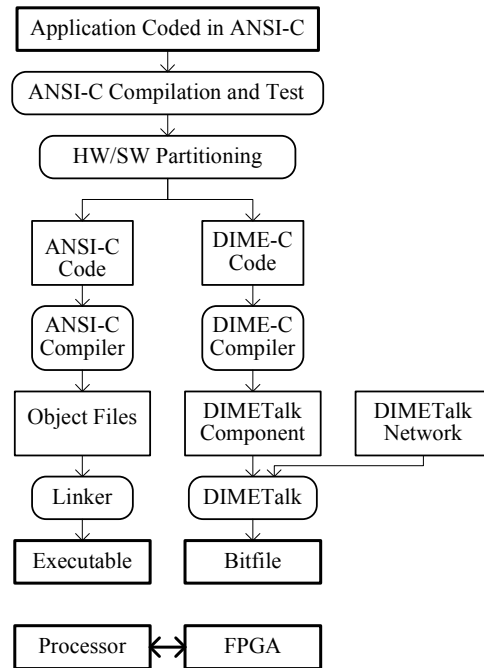 Application Coded in ANSI-C
ANSI-C Compilation and Test
HW/SW Partitioning
ANSI-C
Code
DIME-C
Code
ANSI-C
Compiler
DIME-C
Compiler
Object Files
DIMETalk
Component
DIMETalk
Network
Linker
DIMETalk
Executable
Bitfile
Processor
FPGA